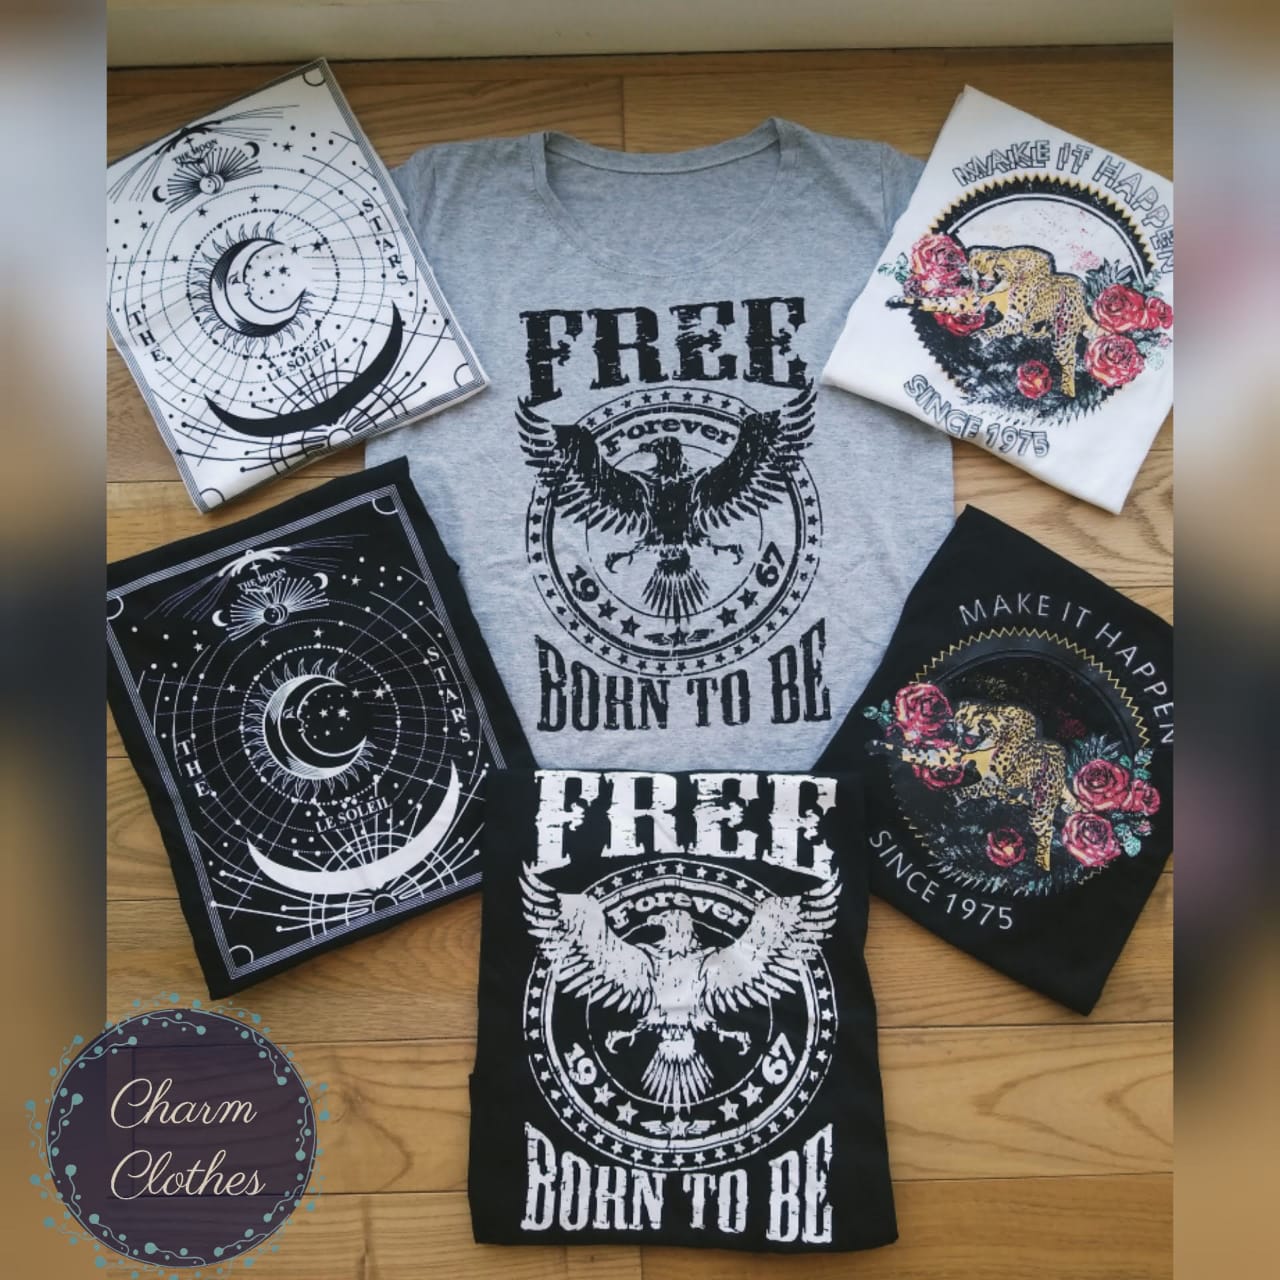 THE MOON
STARS
THE
LE SOLEIL
FREE
Forever
19 67
BORN TO BE
MAKE IT HAPPEN
SINCE 1975
THE MOON
STARS
THE
LE SOLEIL
FREE
Forever
19 67
BORN TO BE
MAKE IT HAPPEN
SINCE 1975
Charm
Clothes